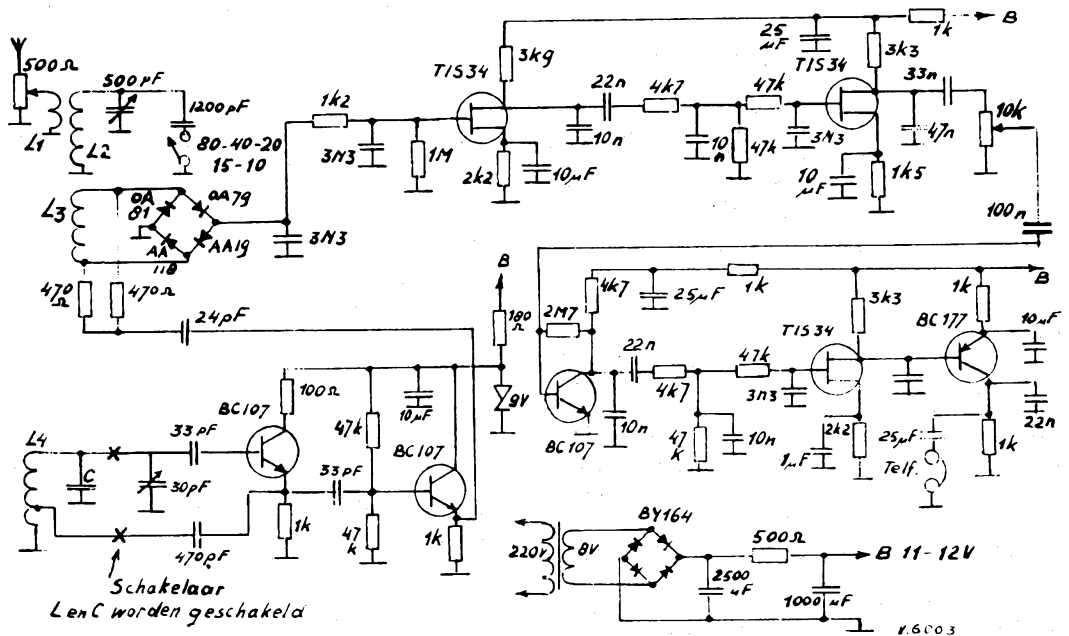 25 µF
1k
B
3k9
3k3
500Ω
500pF
TIS34
TIS34
22n
4k7
47k
33n
1200pF
1k2
10k
L1
L2
80-40-20
15-10
3N3
1M
10n
10 n
47k
3N3
47n
2k2
10µF
10 µF
1k5
L3
OA 81
OA79
AA 118
AA19
3N3
100n
470 Ω
470Ω
B
4k7
25µF
1k
B
24pF
180 Ω
2M7
3k3
1k
TIS34
BC177
10µF
22n
4k7
47k
100Ω
10µF
9V
BC107
47k
BC107
10n
47 k
10n
3n3
22n
L4
33pF
33pF
BC107
2k2
25µF
1k
1µF
Telf.
C
30pF
1k
47 k
1k
470pF
220V
8V
BY164
500Ω
B 11-12V
2500 µF
1000µF
Schakelaar
L en C worden geschakeld
V.6003